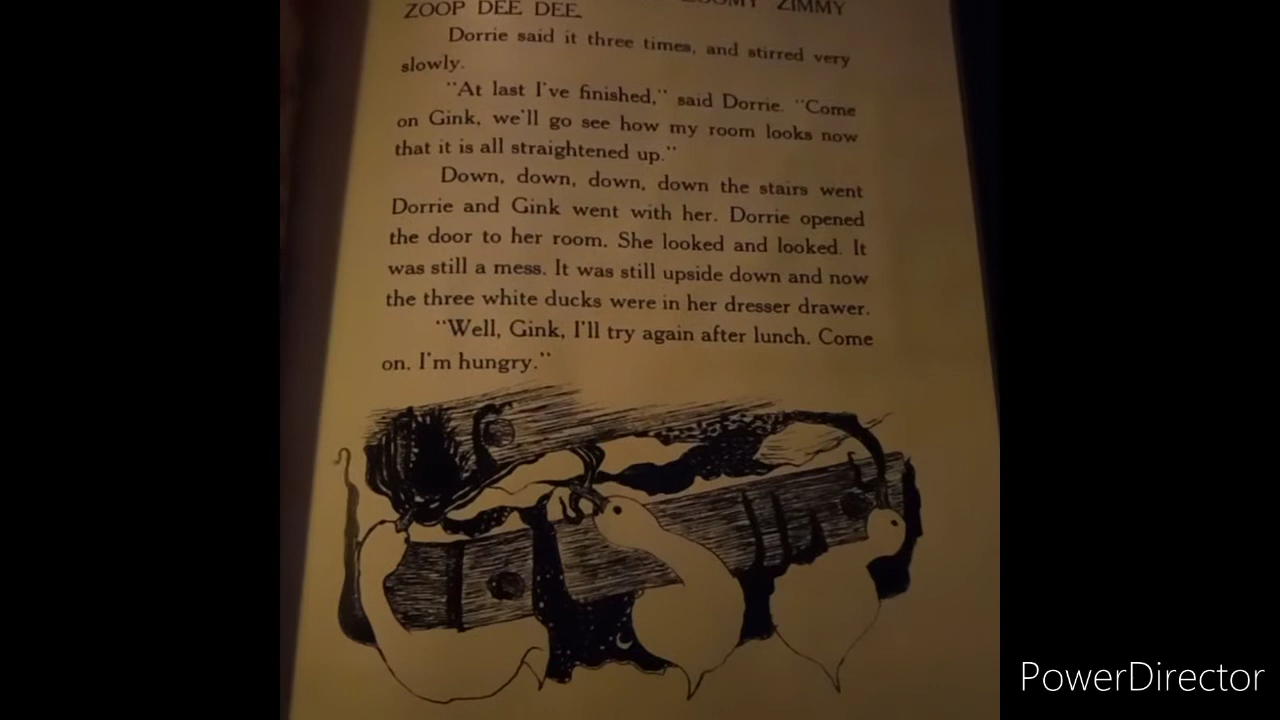 ZIMMY
ZOOP DEE DEE.
Dorrie said it three times, and stirred very
slowly.
"At last I've finished," said Dorrie. "Come
on Gink, we'll go see how my room looks now
that it is all straightened up."
Down, down, down, down the stairs went
Dorrie and Gink went with her. Dorrie opened
the door to her room. She looked and looked. It
was still a mess. It was still upside down and now
the three white ducks were in her dresser drawer.
"Well, Gink, I'll try again after lunch. Come
on. I'm hungry."
PowerDirector